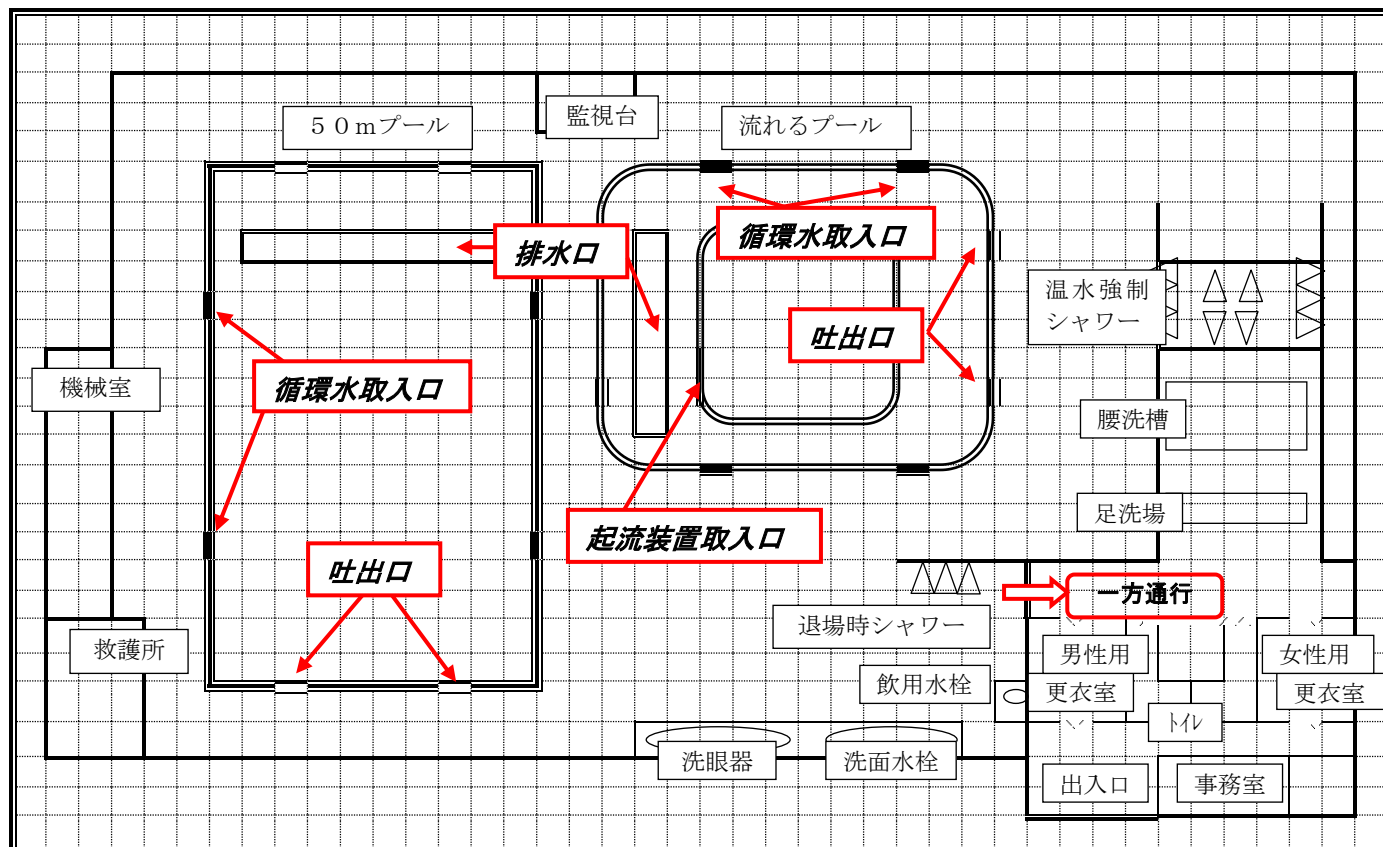 ５０ｍプール
監視台
流れるプール
循環水取入口
排水口
温水強制
シャワー
吐出口
機械室
循環水取入口
腰洗槽
足洗場
起流装置取入口
吐出口
一方通行
退場時シャワー
救護所
男性用
更衣室
女性用
更衣室
飲用水栓
ﾄｲﾚ
洗眼器
洗面水栓
出入口
事務室